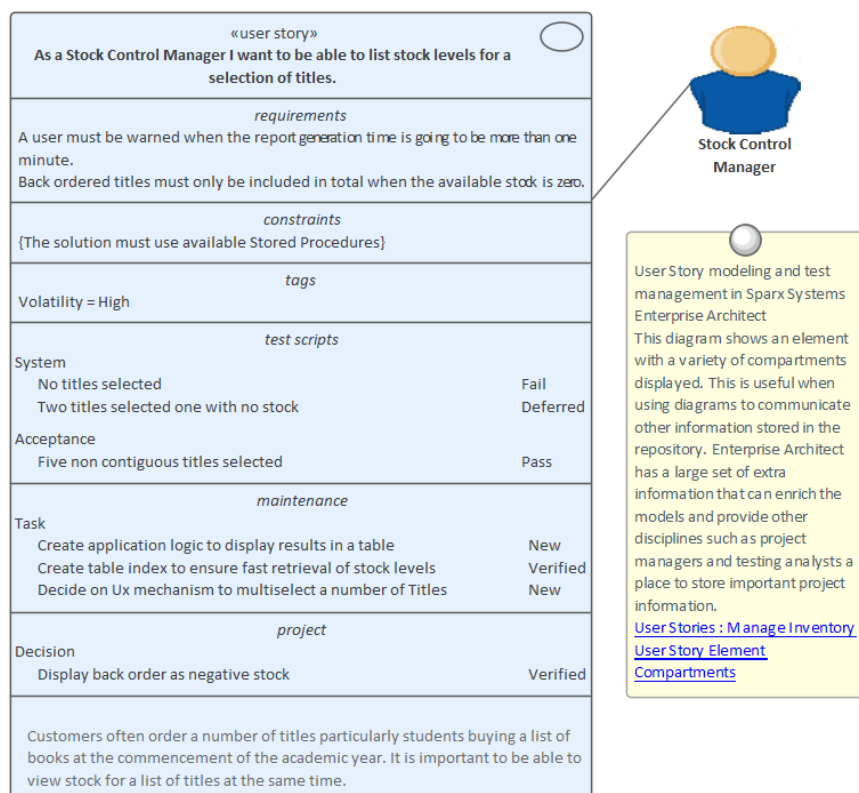 «user story»
As a Stock Control Manager I want to be able to list stock levels for a
selection of titles.
requirements
A user must be warned when the report generation time is going to be more than one
minute.
Back ordered titles must only be included in total when the available stock is zero.
constraints
{The solution must use available Stored Procedures}
tags
Volatility = High
test scripts
System
No titles selected Fail
Two titles selected one with no stock Deferred
Acceptance
Five non contiguous titles selected Pass
maintenance
Task
Create application logic to display results in a table New
Create table index to ensure fast retrieval of stock levels Verified
Decide on Ux mechanism to multiselect a number of Titles New
project
Decision
Display back order as negative stock Verified
Customers often order a number of titles particularly students buying a list of
books at the commencement of the academic year. It is important to be able to
view stock for a list of titles at the same time.
Stock Control
Manager
User Story modeling and test
management in Sparx Systems
Enterprise Architect
This diagram shows an element
with a variety of compartments
displayed. This is useful when
using diagrams to communicate
other information stored in the
repository. Enterprise Architect
has a large set of extra
information that can enrich the
models and provide other
disciplines such as project
managers and testing analysts a
place to store important project
information.
User Stories : Manage Inventory
User Story Element
Compartments